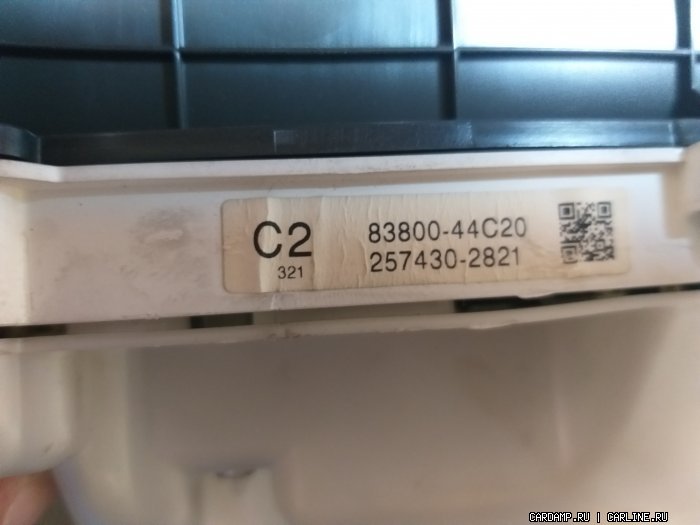 C2
321
83800-44C20
257430-2821
CARDAMP.RU | CARLINE.RU